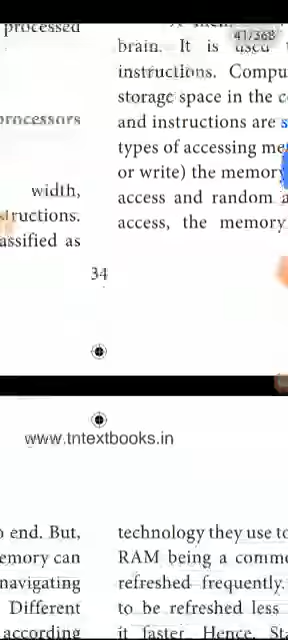 processed
processors
width,
structions.
assified as
41/368
brain. It is used
instructions. Compu
storage space in the c
and instructions are s
types of accessing me
or write) the memory
access and random a
access, the memory
34
www.tntextbooks.in
o end. But,
emory can
navigating
Different
according
technology they use to
RAM being a commo
refreshed frequently.
to be refreshed less
it faster. Hence, St